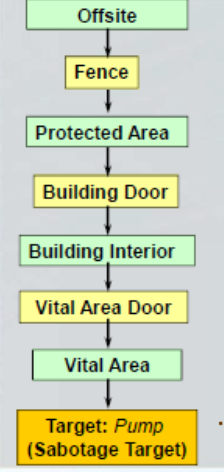 Offsite
Fence
Protected Area
Building Door
Building Interior
Vital Area Door
Vital Area
Target: Pump
(Sabotage Target)